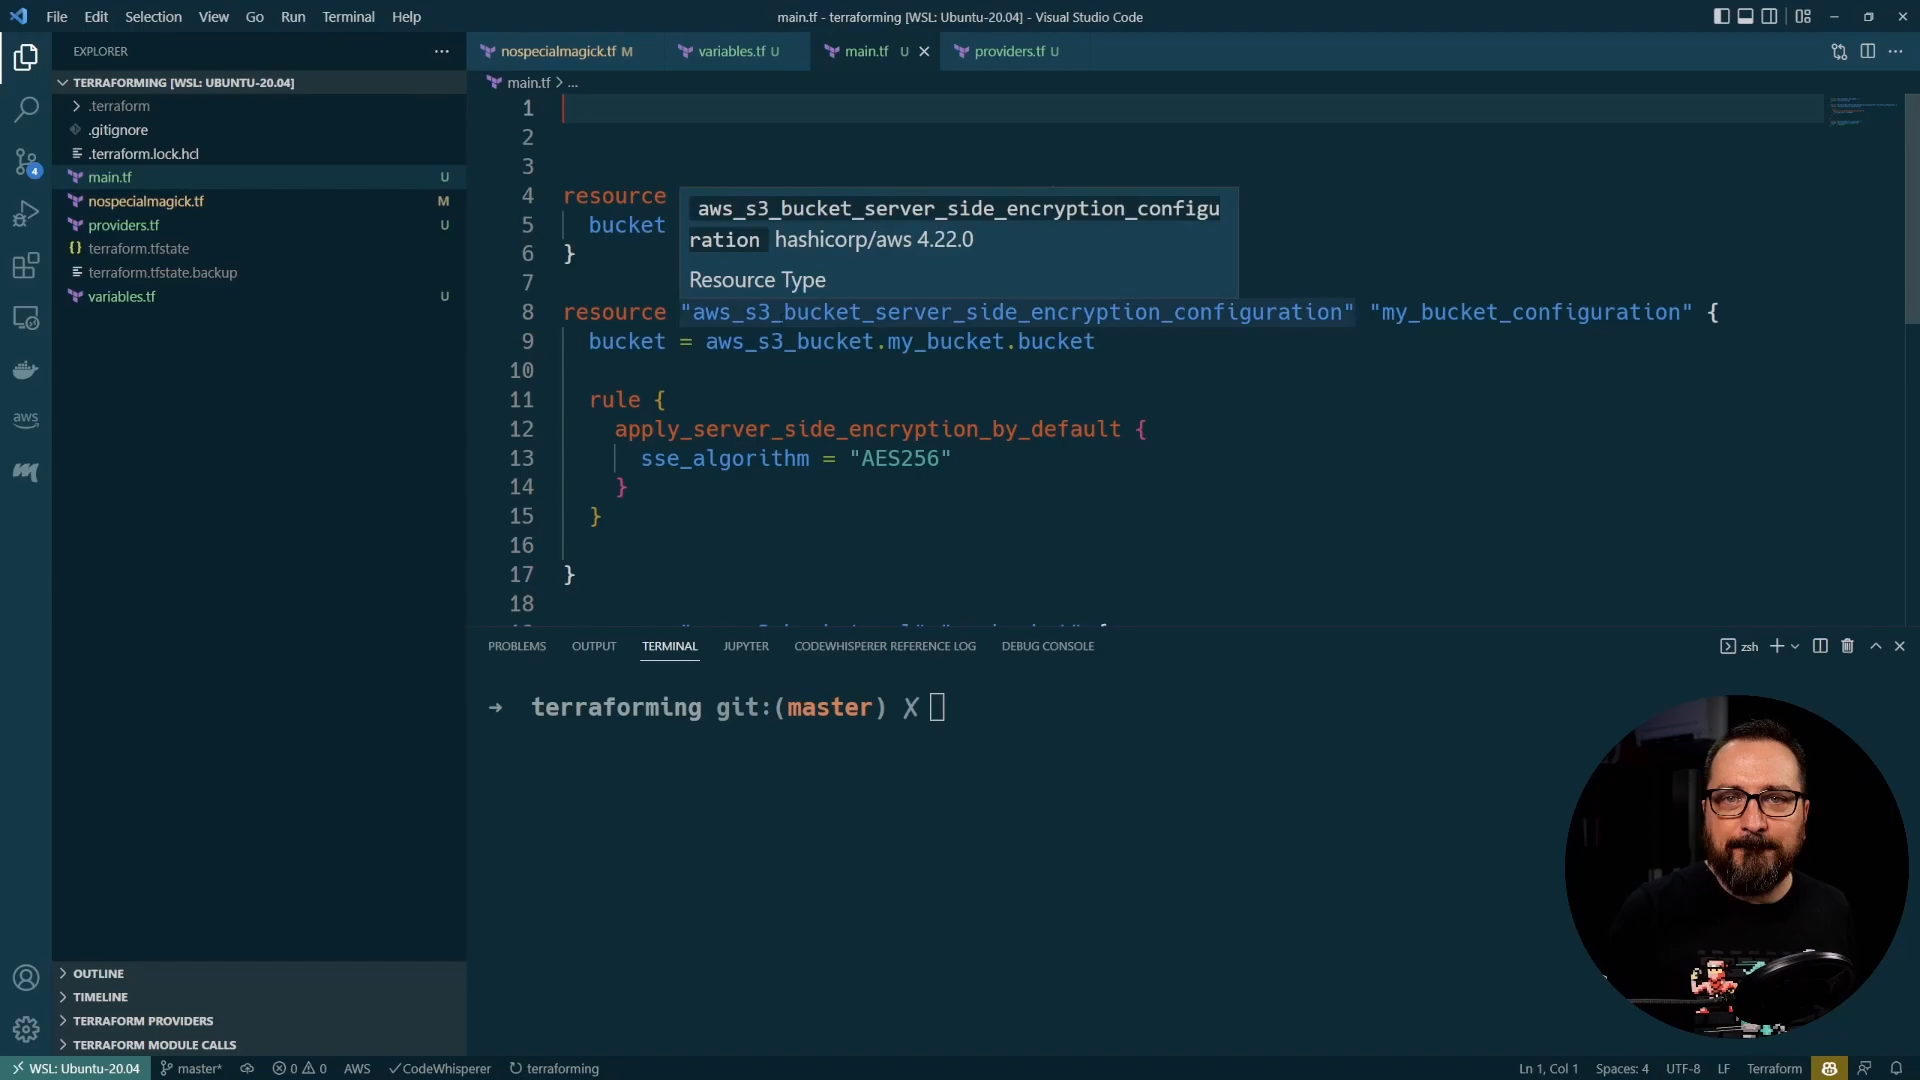 File Edit Selection View Go Run Terminal Help
main.tf - terraforming [WSL: Ubuntu-20.04] - Visual Studio Code
EXPLORER
TERRAFORMING [WSL: UBUNTU-20.04]
.terraform
.gitignore
.terraform.lock.hcl
main.tf U
nospecialmagick.tf M
providers.tf U
terraform.tfstate
terraform.tfstate.backup
variables.tf U
4
aws
OUTLINE
TIMELINE
TERRAFORM PROVIDERS
TERRAFORM MODULE CALLS
nospecialmagick.tf M variables.tf U main.tf U providers.tf U
main.tf > ...
1
2
3
4 resource
5 bucket
6 }
7
aws_s3_bucket_server_side_encryption_configu
ration hashicorp/aws 4.22.0
Resource Type
8 resource "aws_s3_bucket_server_side_encryption_configuration" "my_bucket_configuration" {
9 bucket = aws_s3_bucket.my_bucket.bucket
10
11 rule {
12 apply_server_side_encryption_by_default {
13 sse_algorithm = "AES256"
14 }
15 }
16
17 }
18
PROBLEMS OUTPUT TERMINAL JUPYTER CODEWHISPERER REFERENCE LOG DEBUG CONSOLE
zsh
→ terraforming git:(master) ✗
WSL: Ubuntu-20.04 master* 0 0 AWS ✓CodeWhisperer terraforming
Ln 1, Col 1 Spaces: 4 UTF-8 LF Terraform